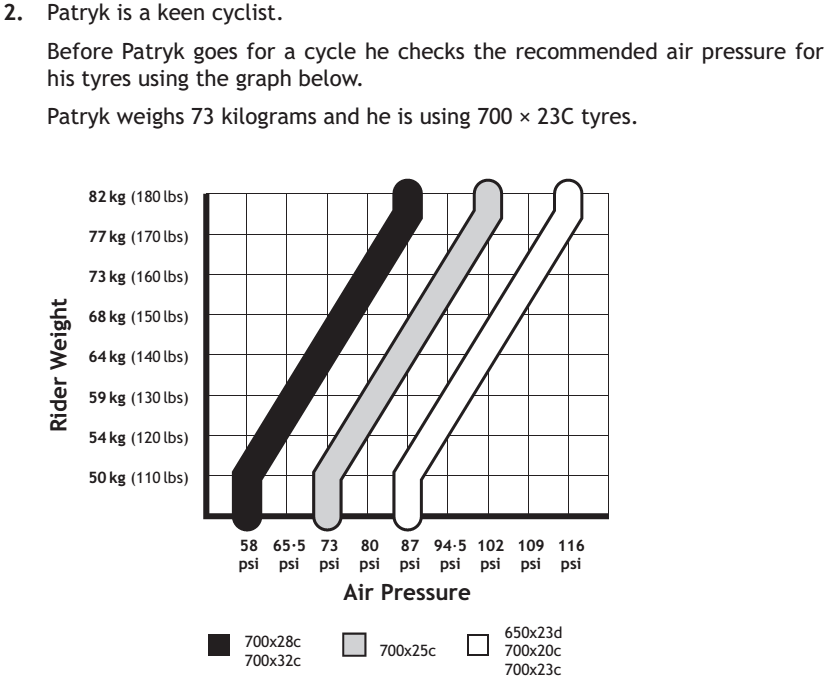 2. Patryk is a keen cyclist.
Before Patryk goes for a cycle he checks the recommended air pressure for
his tyres using the graph below.
Patryk weighs 73 kilograms and he is using 700 × 23C tyres.
82 kg (180 lbs)
77 kg (170 lbs)
73 kg (160 lbs)
68 kg (150 lbs)
64 kg (140 lbs)
59 kg (130 lbs)
54 kg (120 lbs)
50 kg (110 lbs)
Rider Weight
58 65·5 73 80 87 94·5 102 109 116
psi psi psi psi psi psi psi psi psi
Air Pressure
700x28c
700x32c
700x25c
650x23d
700x20c
700x23c